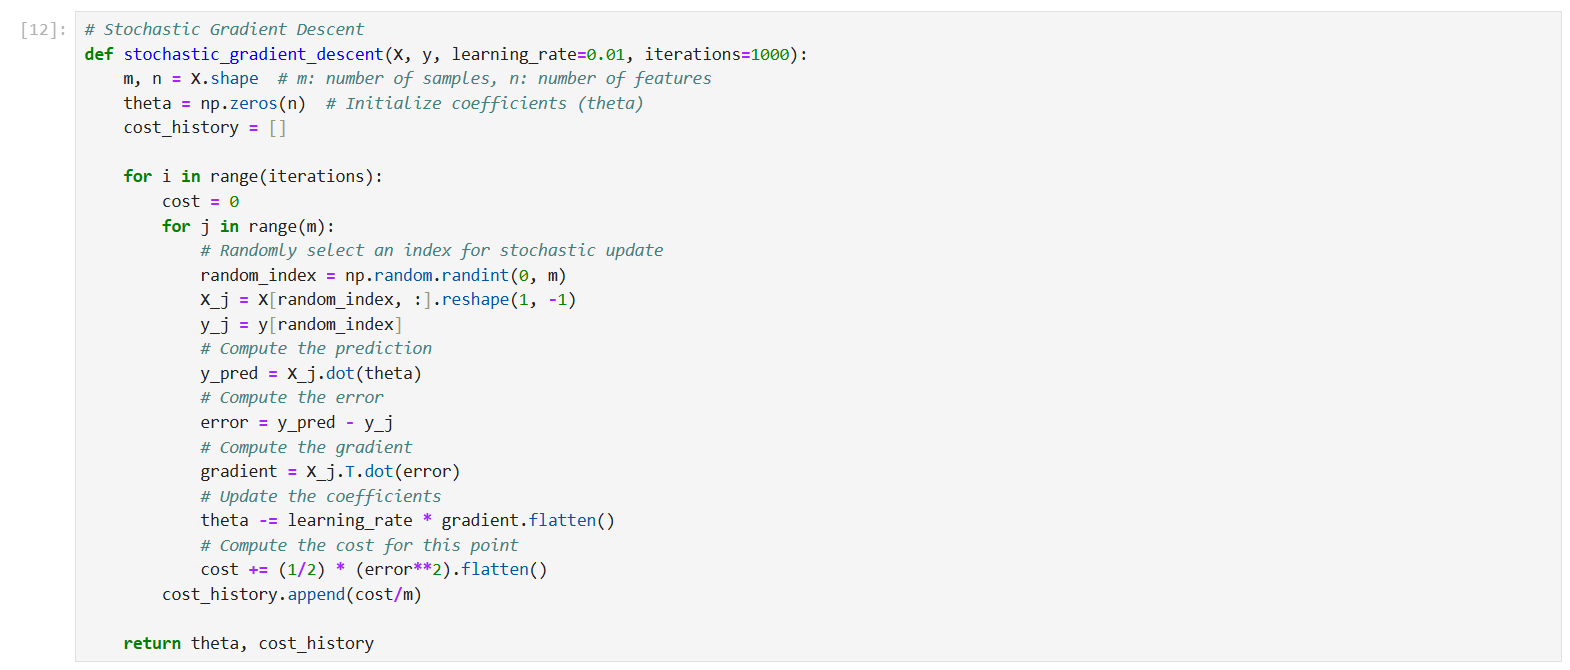 [12]: # Stochastic Gradient Descent
def stochastic_gradient_descent(X, y, learning_rate=0.01, iterations=1000):
    m, n = X.shape  # m: number of samples, n: number of features
    theta = np.zeros(n)  # Initialize coefficients (theta)
    cost_history = []

    for i in range(iterations):
        cost = 0
        for j in range(m):
            # Randomly select an index for stochastic update
            random_index = np.random.randint(0, m)
            X_j = X[random_index, :].reshape(1, -1)
            y_j = y[random_index]
            # Compute the prediction
            y_pred = X_j.dot(theta)
            # Compute the error
            error = y_pred - y_j
            # Compute the gradient
            gradient = X_j.T.dot(error)
            # Update the coefficients
            theta -= learning_rate * gradient.flatten()
            # Compute the cost for this point
            cost += (1/2) * (error**2).flatten()
        cost_history.append(cost/m)

    return theta, cost_history